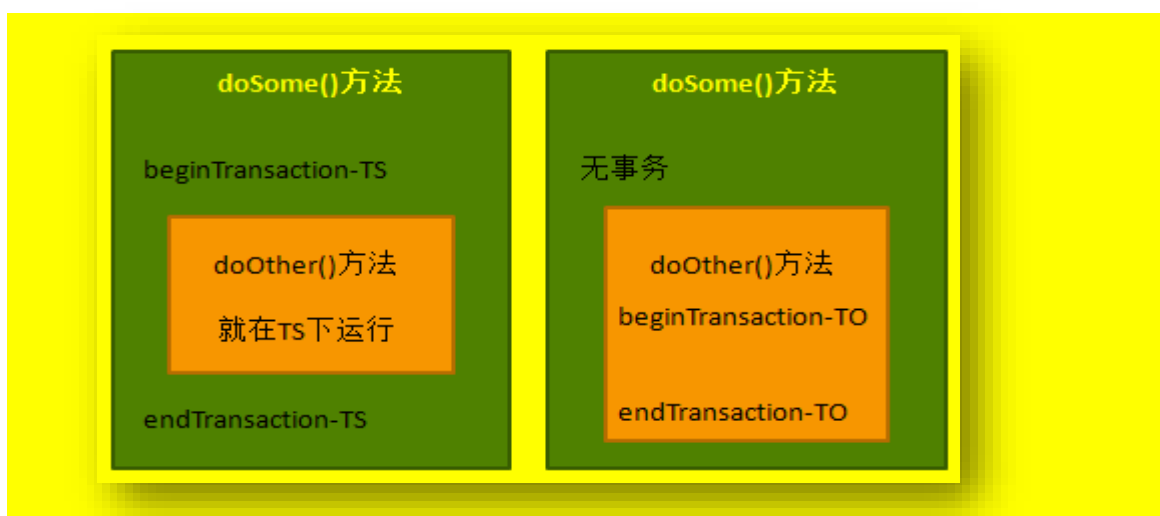 doSome()方法
beginTransaction-TS
doOther()方法
就在TS下运行
endTransaction-TS
doSome()方法
无事务
doOther()方法
beginTransaction-TO
endTransaction-TO